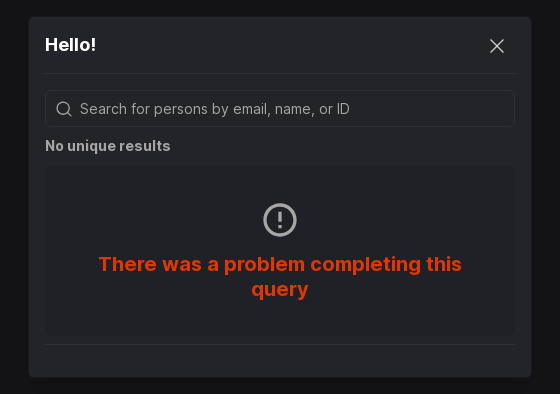 Hello!
Search for persons by email, name, or ID
No unique results
There was a problem completing this
query